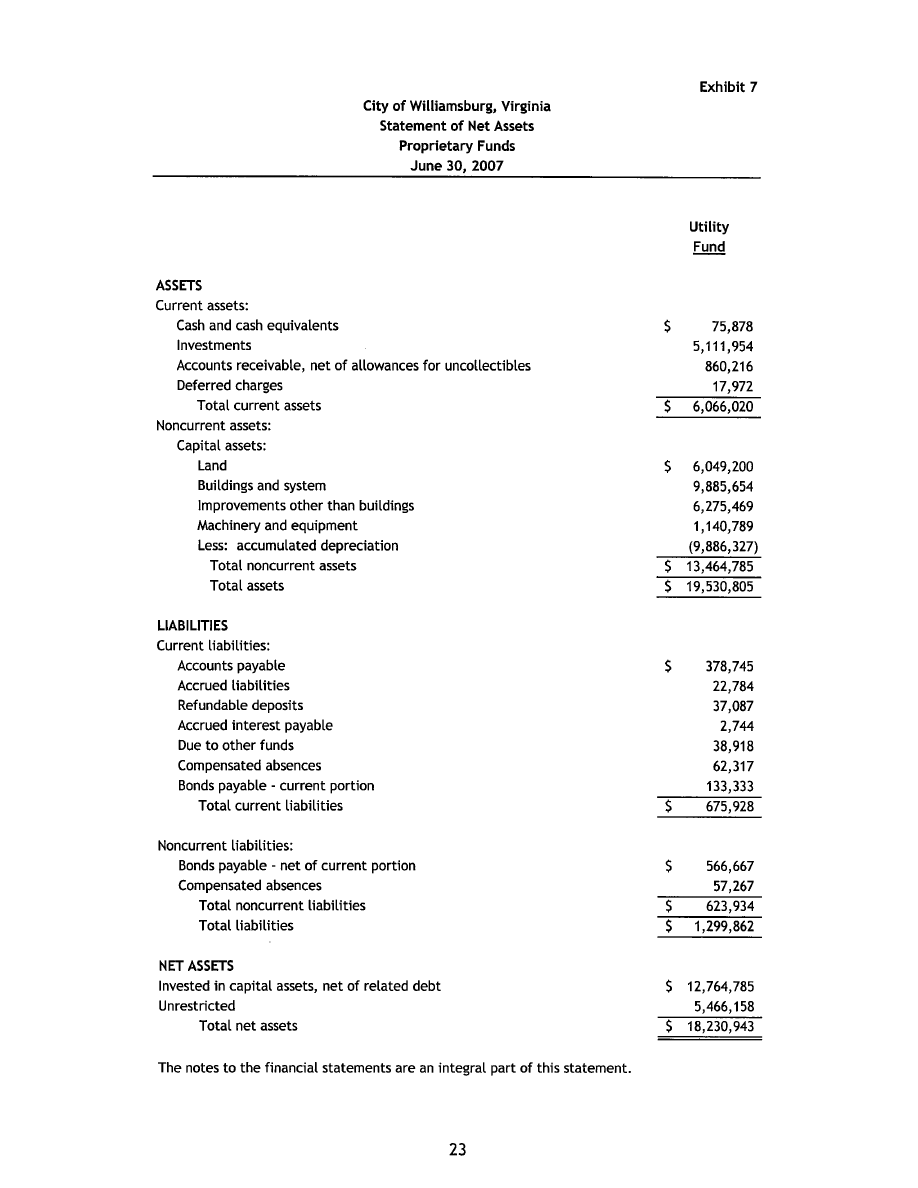 Exhibit 7
City of Williamsburg, Virginia
Statement of Net Assets
Proprietary Funds
June 30, 2007
Utility
Fund
ASSETS
Current assets:
Cash and cash equivalents $ 75,878
Investments 5,111,954
Accounts receivable, net of allowances for uncollectibles 860,216
Deferred charges 17,972
Total current assets $ 6,066,020
Noncurrent assets:
Capital assets:
Land $ 6,049,200
Buildings and system 9,885,654
Improvements other than buildings 6,275,469
Machinery and equipment 1,140,789
Less: accumulated depreciation (9,886,327)
Total noncurrent assets $ 13,464,785
Total assets $ 19,530,805
LIABILITIES
Current liabilities:
Accounts payable $ 378,745
Accrued liabilities 22,784
Refundable deposits 37,087
Accrued interest payable 2,744
Due to other funds 38,918
Compensated absences 62,317
Bonds payable - current portion 133,333
Total current liabilities $ 675,928
Noncurrent liabilities:
Bonds payable - net of current portion $ 566,667
Compensated absences 57,267
Total noncurrent liabilities $ 623,934
Total liabilities $ 1,299,862
NET ASSETS
Invested in capital assets, net of related debt $ 12,764,785
Unrestricted 5,466,158
Total net assets $ 18,230,943
The notes to the financial statements are an integral part of this statement.
23